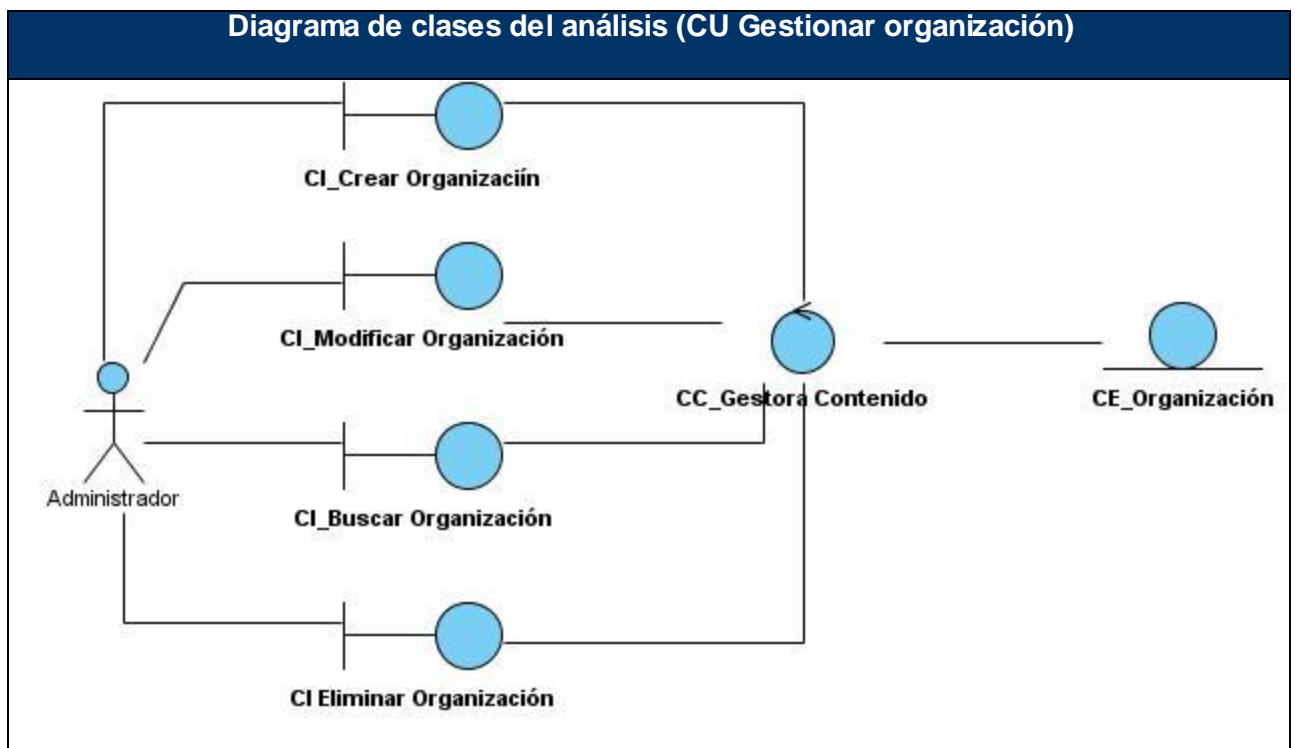 Diagrama de clases del análisis (CU Gestionar organización)
CI_Crear Organizaciín
CI_Modificar Organización
CC_Gestora Contenido
CE_Organización
Administrador
CI_Buscar Organización
CI Eliminar Organización